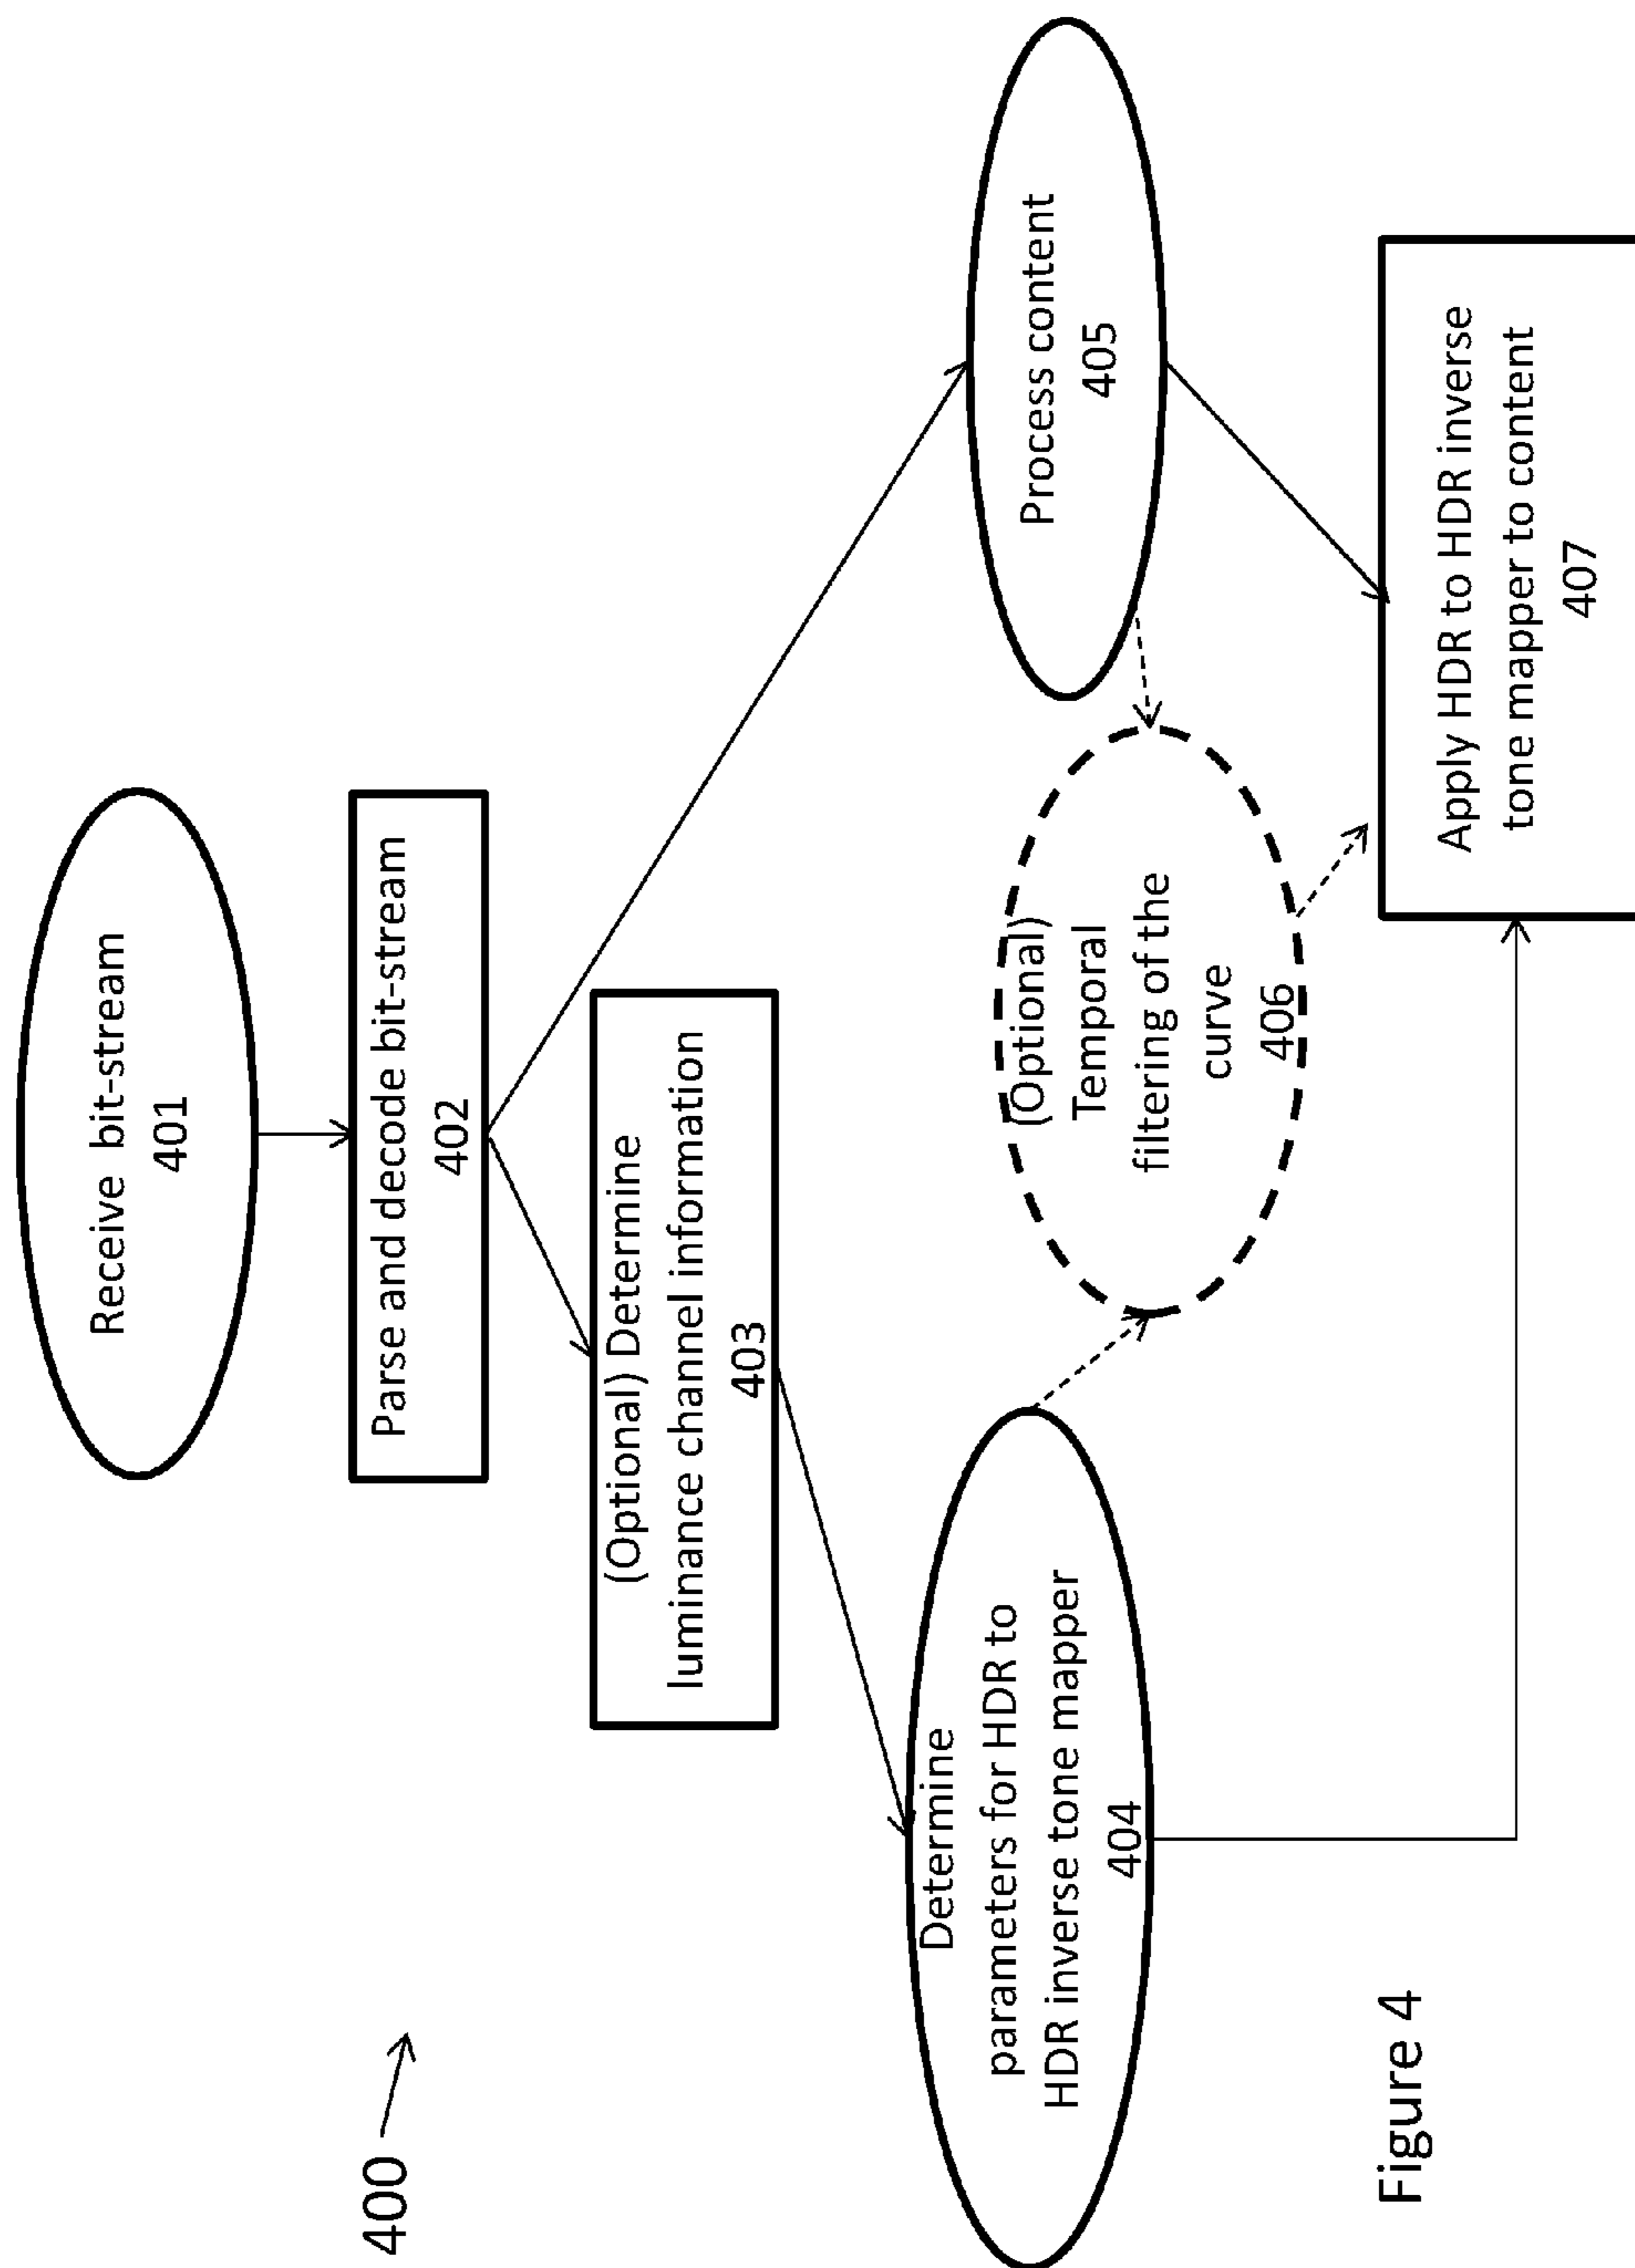 400
Receive bit-stream
401
Parse and decode bit-stream
402
(Optional) Determine
luminance channel information
403
Determine
parameters for HDR to
HDR inverse tone mapper
404
Process content
405
(Optional)
Temporal
filtering of the
curve
406
Apply HDR to HDR inverse
tone mapper to content
407
Figure 4